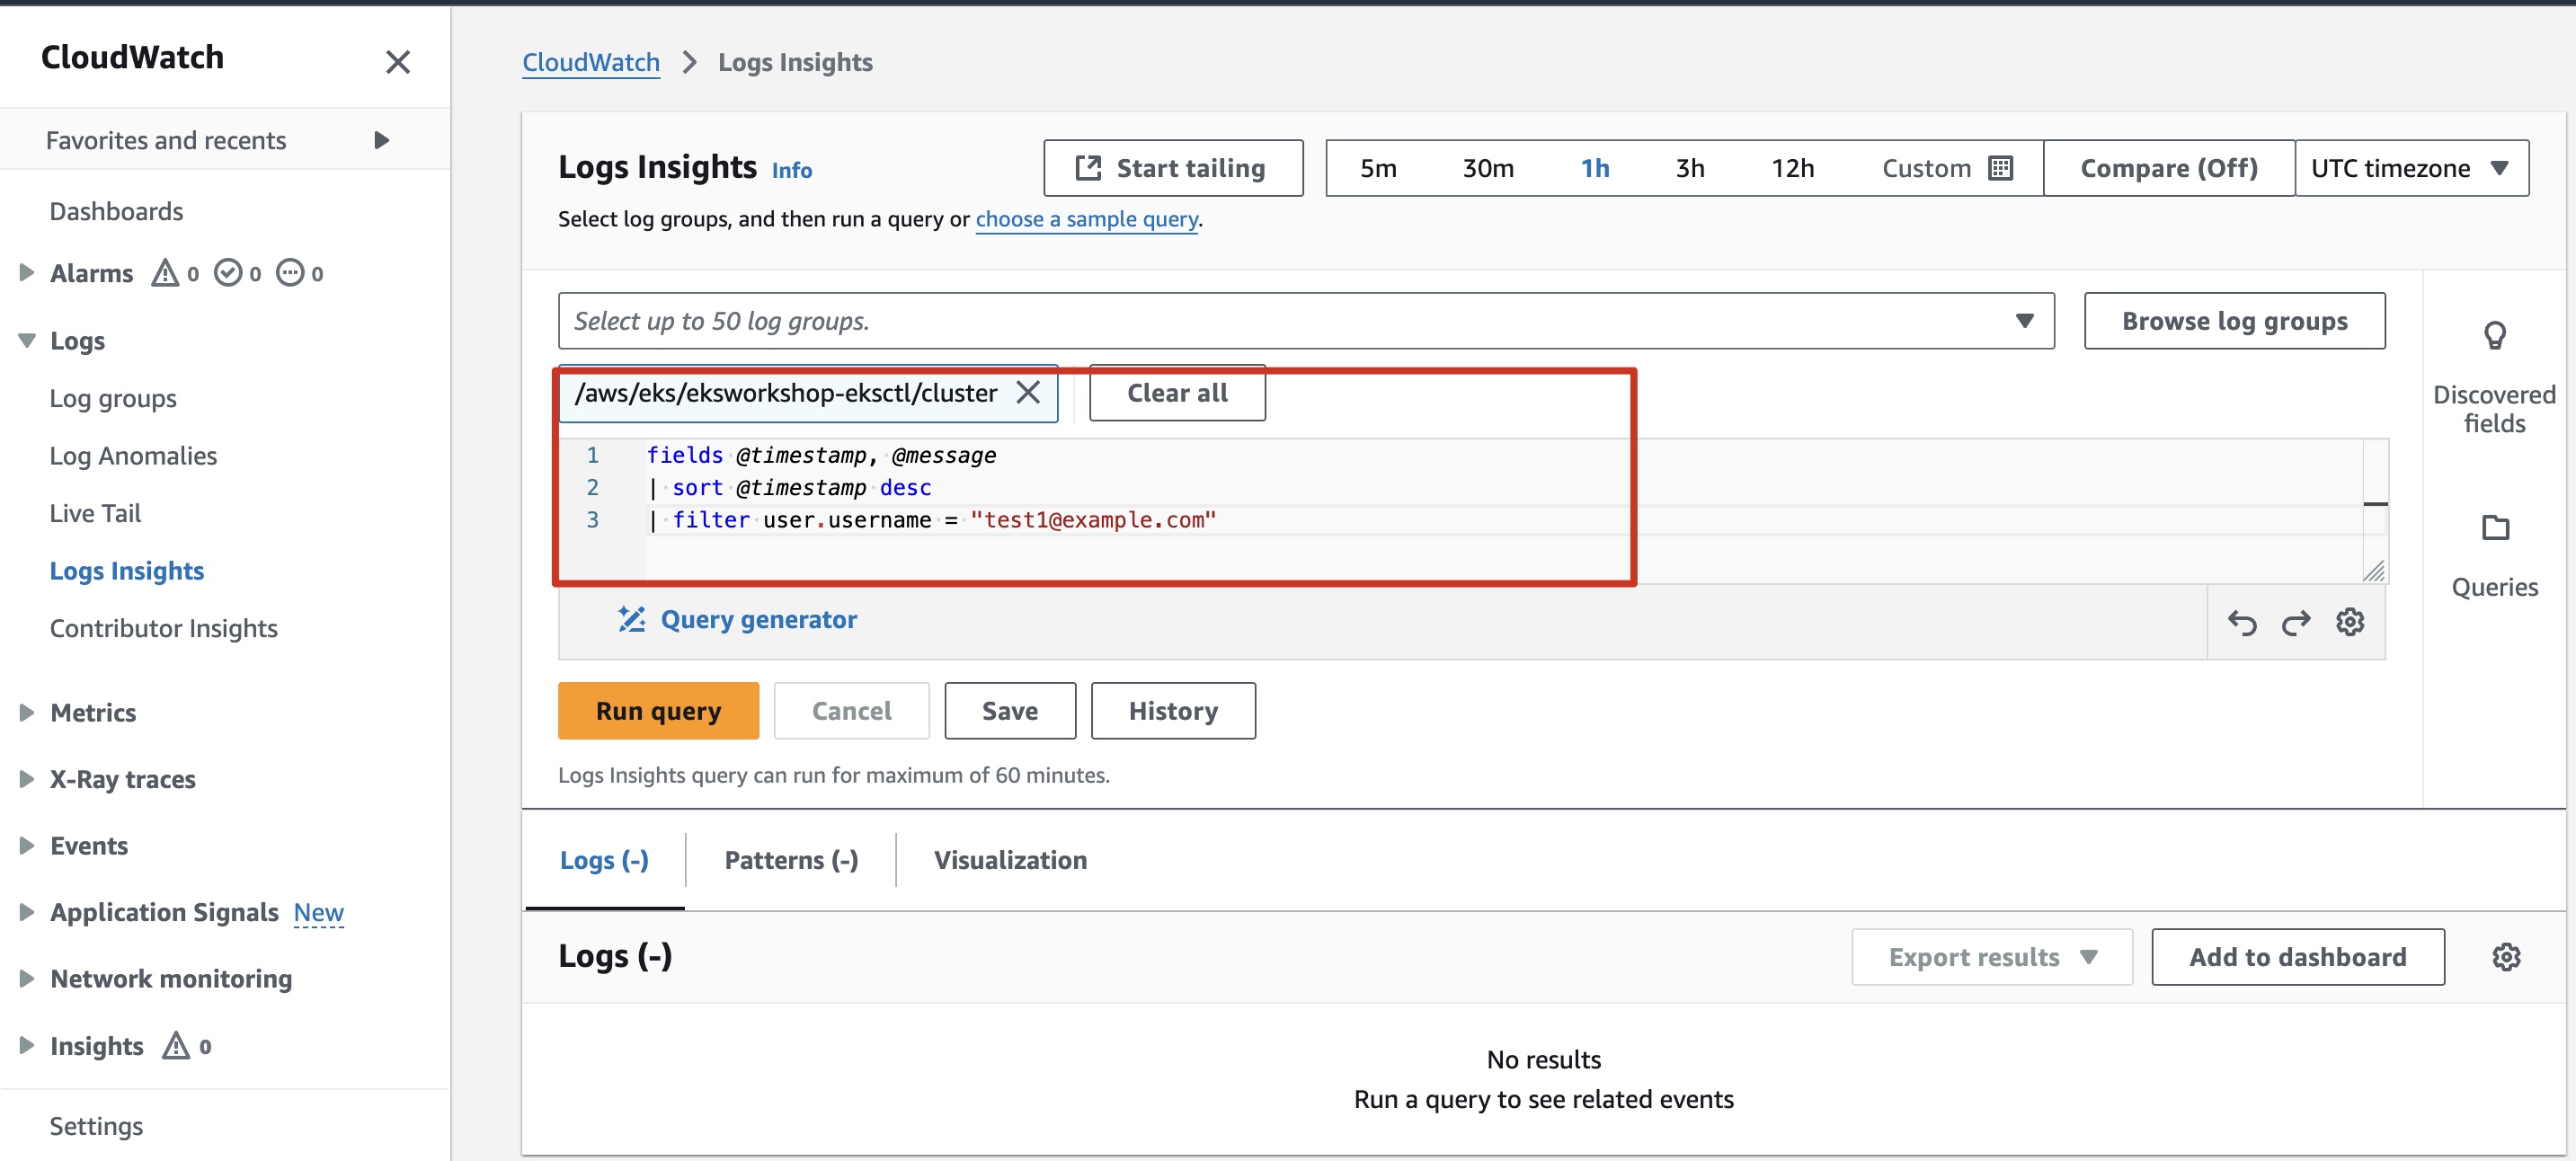 CloudWatch
Favorites and recents
Dashboards
Alarms 0 0 0
Logs
Log groups
Log Anomalies
Live Tail
Logs Insights
Contributor Insights
Metrics
X-Ray traces
Events
Application Signals New
Network monitoring
Insights 0
Settings
CloudWatch > Logs Insights
Logs Insights Info
Start tailing
5m 30m 1h 3h 12h Custom
Compare (Off)
UTC timezone
Select log groups, and then run a query or choose a sample query.
Select up to 50 log groups.
Browse log groups
/aws/eks/eksworkshop-eksctl/cluster
Clear all
1 fields @timestamp, @message
2 | sort @timestamp desc
3 | filter user.username = "test1@example.com"
Query generator
Run query
Cancel
Save
History
Logs Insights query can run for maximum of 60 minutes.
Discovered
fields
Queries
Logs (-)
Patterns (-)
Visualization
Logs (-)
Export results
Add to dashboard
No results
Run a query to see related events